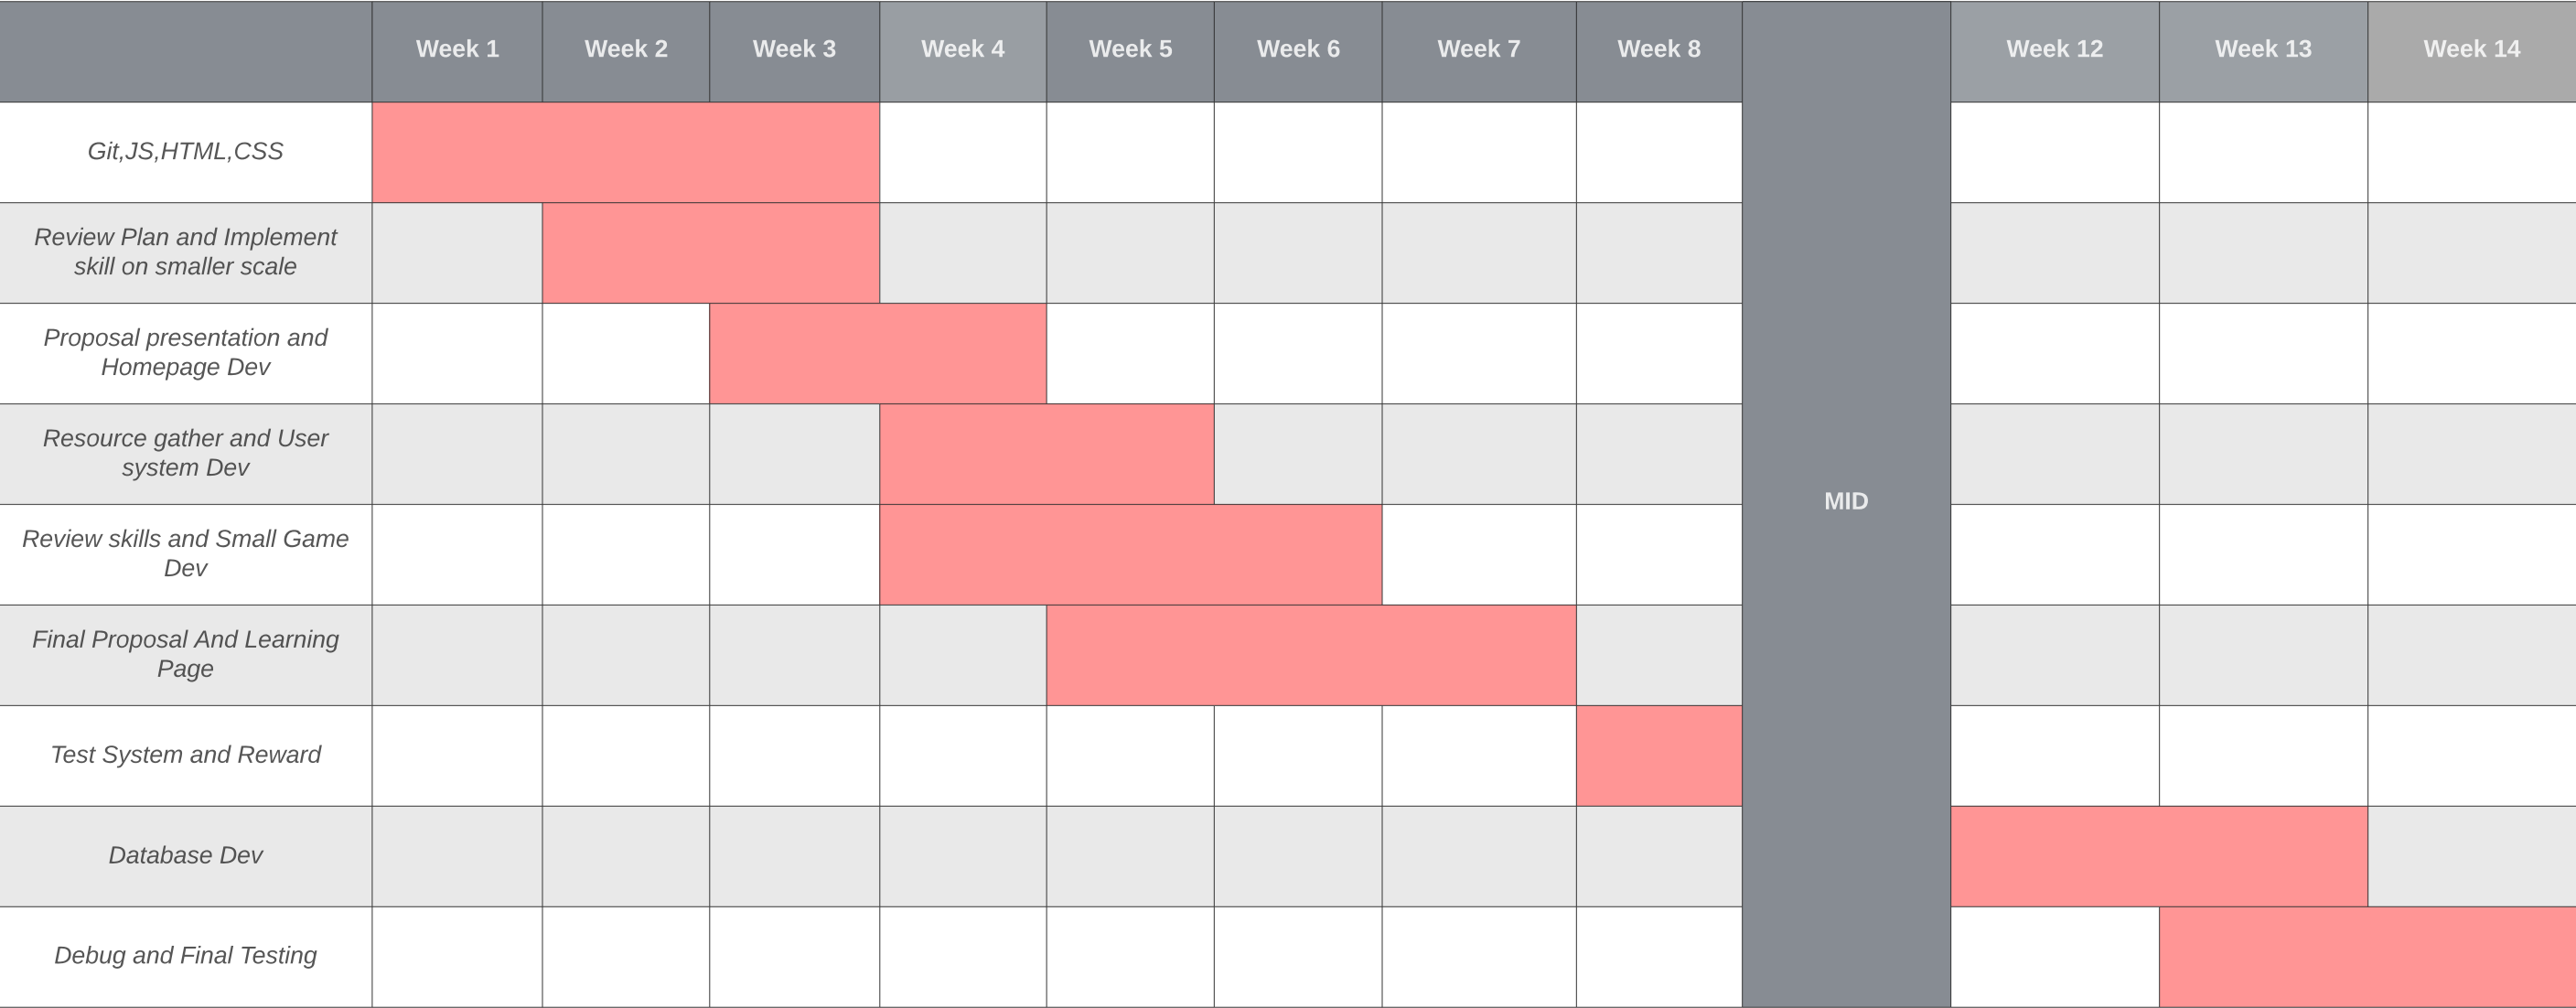 Week 1
Week 2
Week 3
Week 4
Week 5
Week 6
Week 7
Week 8
Week 12
Week 13
Week 14
Git,JS,HTML,CSS
Review Plan and Implement
skill on smaller scale
Proposal presentation and
Homepage Dev
Resource gather and User
system Dev
MID
Review skills and Small Game
Dev
Final Proposal And Learning
Page
Test System and Reward
Database Dev
Debug and Final Testing